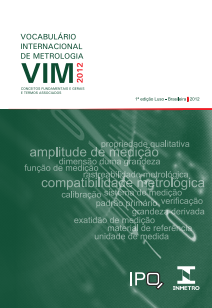 VOCABULÁRIO
INTERNACIONAL
DE METROLOGIA
VIM 2012
CONCEITOS FUNDAMENTAIS E GERAIS
E TERMOS ASSOCIADOS
1ª edição Luso - Brasileira | 2012
propriedade qualitativa
amplitude de medição
dimensão duma grandeza
função de medição
rastreabilidade metrológica
compatibilidade metrológica
calibração sistema de medição
padrão primário verificação
grandeza derivada
exatidão de medição
material de referência
unidade de medida
IPQ
INMETRO